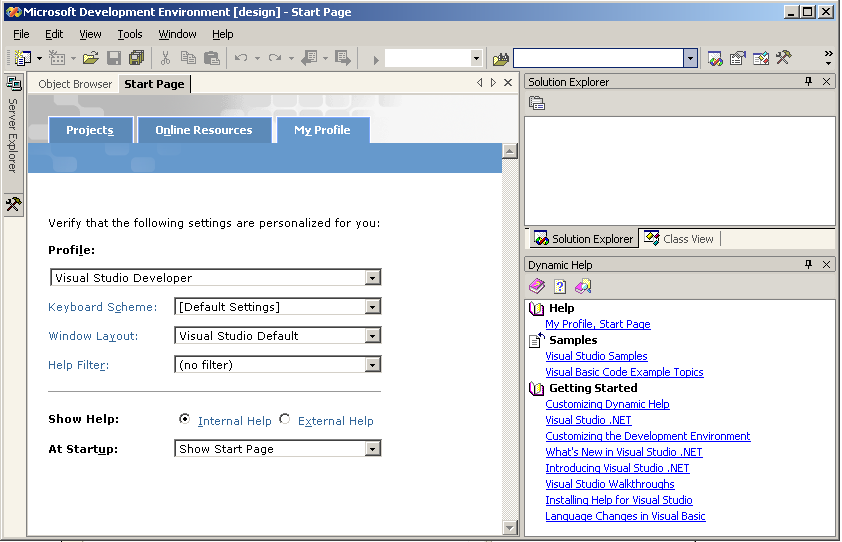 Microsoft Development Environment [design] - Start Page
File Edit View Tools Window Help
Object Browser Start Page
Server Explorer
Projects Online Resources My Profile
Verify that the following settings are personalized for you:
Profile:
Visual Studio Developer
Keyboard Scheme: [Default Settings]
Window Layout: Visual Studio Default
Help Filter: (no filter)
Show Help: Internal Help External Help
At Startup: Show Start Page
Solution Explorer
Solution Explorer Class View
Dynamic Help
Help
My Profile, Start Page
Samples
Visual Studio Samples
Visual Basic Code Example Topics
Getting Started
Customizing Dynamic Help
Visual Studio .NET
Customizing the Development Environment
What's New in Visual Studio .NET
Introducing Visual Studio .NET
Visual Studio Walkthroughs
Installing Help for Visual Studio
Language Changes in Visual Basic